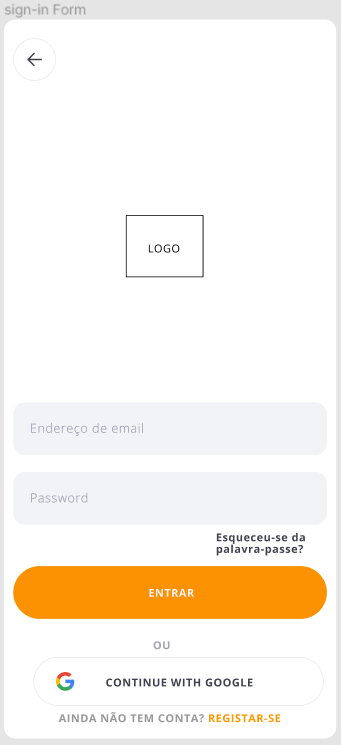 sign-in Form
LOGO
Endereço de email
Password
Esqueceu-se da
palavra-passe?
ENTRAR
OU
CONTINUE WITH GOOGLE
AINDA NÃO TEM CONTA? REGISTAR-SE